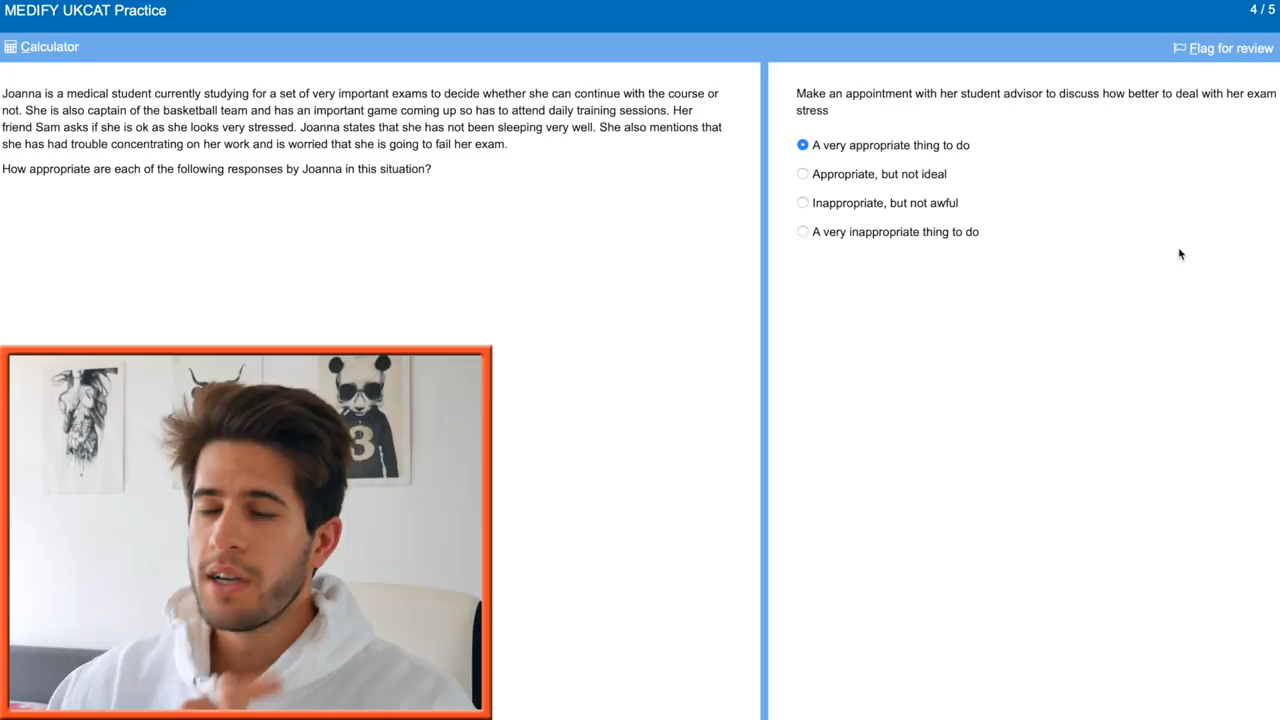 MEDIFY UKCAT Practice
4 / 5
Calculator
Flag for review
Joanna is a medical student currently studying for a set of very important exams to decide whether she can continue with the course or
not. She is also captain of the basketball team and has an important game coming up so has to attend daily training sessions. Her
friend Sam asks if she is ok as she looks very stressed. Joanna states that she has not been sleeping very well. She also mentions that
she has had trouble concentrating on her work and is worried that she is going to fail her exam.
How appropriate are each of the following responses by Joanna in this situation?
Make an appointment with her student advisor to discuss how better to deal with her exam
stress
A very appropriate thing to do
Appropriate, but not ideal
Inappropriate, but not awful
A very inappropriate thing to do
3